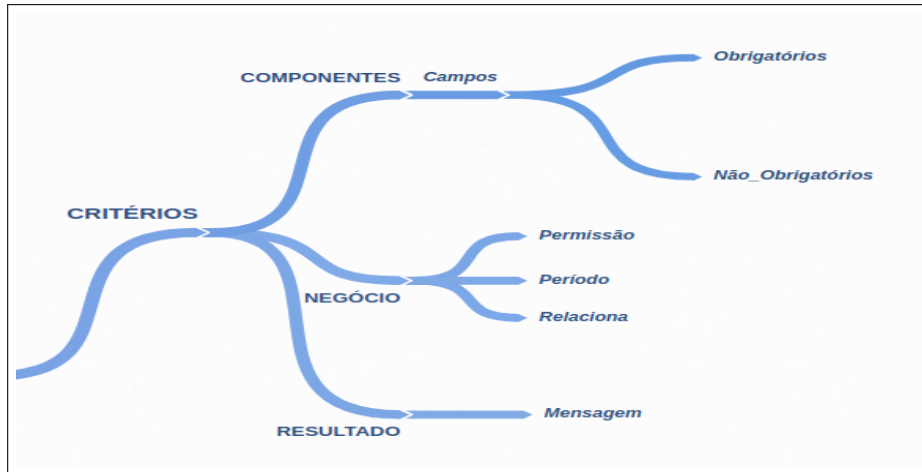 Obrigatórios
COMPONENTES
Campos
Não_Obrigatórios
CRITÉRIOS
Permissão
Período
NEGÓCIO
Relaciona
Mensagem
RESULTADO